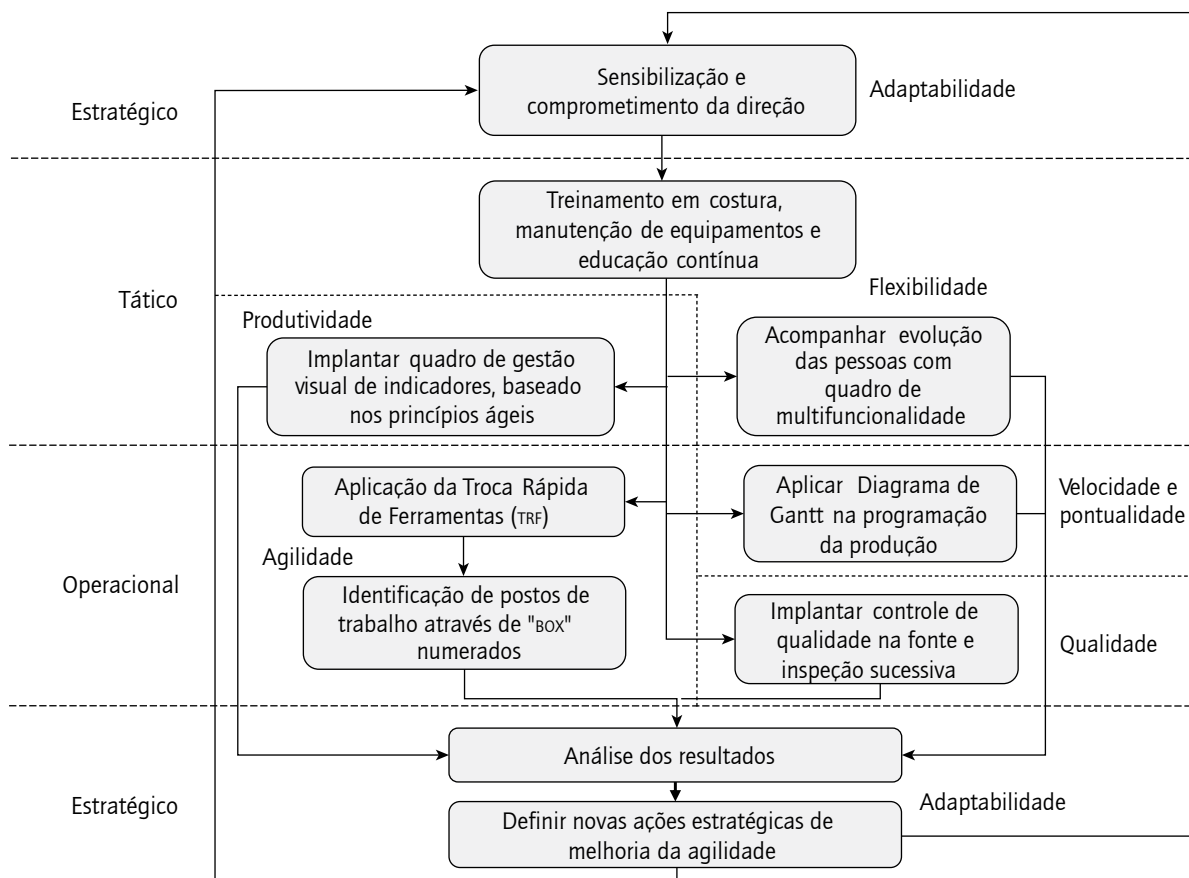 Sensibilização e
comprometimento da direção
Adaptabilidade
Estratégico
Treinamento em costura,
manutenção de equipamentos e
educação contínua
Tático
Flexibilidade
Produtividade
Implantar quadro de gestão
visual de indicadores, baseado
nos princípios ágeis
Acompanhar evolução
das pessoas com
quadro de
multifuncionalidade
Aplicação da Troca Rápida
de Ferramentas (TRF)
Aplicar Diagrama de
Gantt na programação
da produção
Velocidade e
pontualidade
Agilidade
Operacional
Identificação de postos de
trabalho através de "BOX"
numerados
Implantar controle de
qualidade na fonte e
inspeção sucessiva
Qualidade
Análise dos resultados
Estratégico
Adaptabilidade
Definir novas ações estratégicas de
melhoria da agilidade